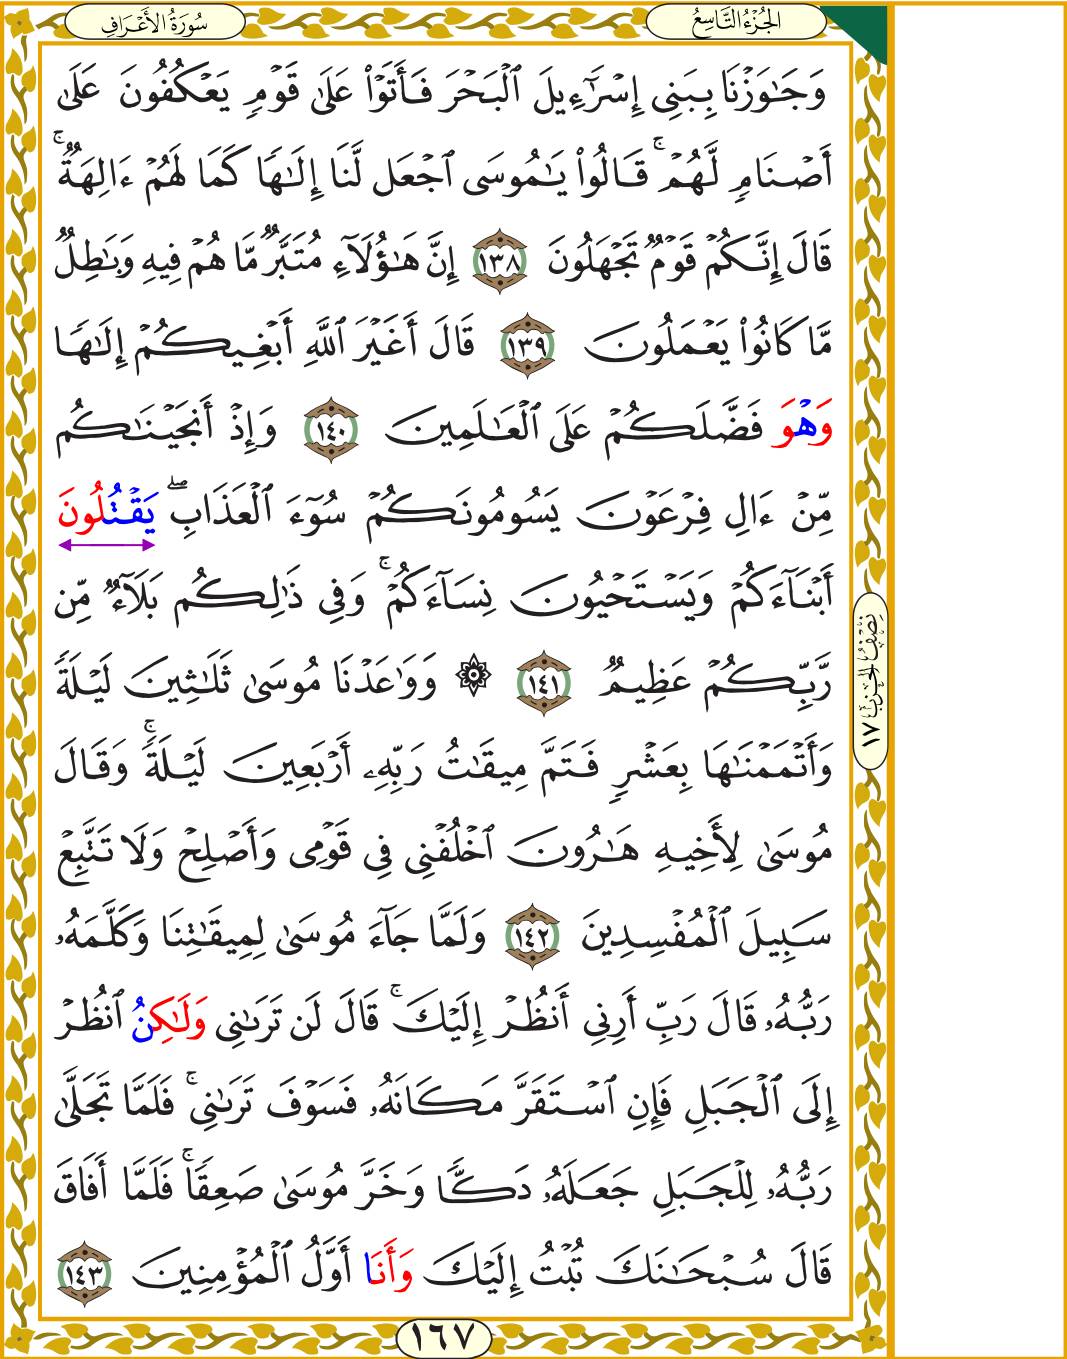 سُورَةُ الأَعْرَافِ
الجُزْءُ التَّاسِعُ
وَجَٰوَزْنَا بِبَنِي إِسْرَٰٓءِيلَ ٱلْبَحْرَ فَأَتَوْا۟ عَلَىٰ قَوْمٍ يَعْكُفُونَ عَلَىٰ
أَصْنَامٍ لَّهُمْ ۚ قَالُوا۟ يَٰمُوسَى ٱجْعَل لَّنَا إِلَٰهًا كَمَا لَهُمْ ءَالِهَةٌ ۚ
قَالَ إِنَّكُمْ قَوْمٌ تَجْهَلُونَ ١٣٨ إِنَّ هَٰؤُلَآءِ مُتَبَّرٌ مَّا هُمْ فِيهِ وَبَٰطِلٌ
مَّا كَانُوا۟ يَعْمَلُونَ ١٣٩ قَالَ أَغَيْرَ ٱللَّهِ أَبْغِيكُمْ إِلَٰهًا
وَهْوَ فَضَّلَكُمْ عَلَى ٱلْعَٰلَمِينَ ١٤٠ وَإِذْ أَنجَيْنَٰكُم
مِّنْ ءَالِ فِرْعَوْنَ يَسُومُونَكُمْ سُوٓءَ ٱلْعَذَابِ ۖ يَقْتُلُونَ
أَبْنَآءَكُمْ وَيَسْتَحْيُونَ نِسَآءَكُمْ ۚ وَفِي ذَٰلِكُم بَلَآءٌ مِّن
رَّبِّكُمْ عَظِيمٌ ١٤١ ۞ وَوَٰعَدْنَا مُوسَىٰ ثَلَٰثِينَ لَيْلَةً
وَأَتْمَمْنَٰهَا بِعَشْرٍ فَتَمَّ مِيقَٰتُ رَبِّهِۦ أَرْبَعِينَ لَيْلَةً ۚ وَقَالَ
مُوسَىٰ لِأَخِيهِ هَٰرُونَ ٱخْلُفْنِي فِي قَوْمِي وَأَصْلِحْ وَلَا تَتَّبِعْ
سَبِيلَ ٱلْمُفْسِدِينَ ١٤٢ وَلَمَّا جَآءَ مُوسَىٰ لِمِيقَٰتِنَا وَكَلَّمَهُۥ
رَبُّهُۥ قَالَ رَبِّ أَرِنِي أَنظُرْ إِلَيْكَ ۚ قَالَ لَن تَرَىٰنِي وَلَٰكِنُ ٱنظُرْ
إِلَى ٱلْجَبَلِ فَإِنِ ٱسْتَقَرَّ مَكَانَهُۥ فَسَوْفَ تَرَىٰنِي ۚ فَلَمَّا تَجَلَّىٰ
رَبُّهُۥ لِلْجَبَلِ جَعَلَهُۥ دَكًّا وَخَرَّ مُوسَىٰ صَعِقًا ۚ فَلَمَّا أَفَاقَ
قَالَ سُبْحَٰنَكَ تُبْتُ إِلَيْكَ وَأَنَا أَوَّلُ ٱلْمُؤْمِنِينَ ١٤٣
نِصْفُ الحِزبْ ١٧
١٦٧